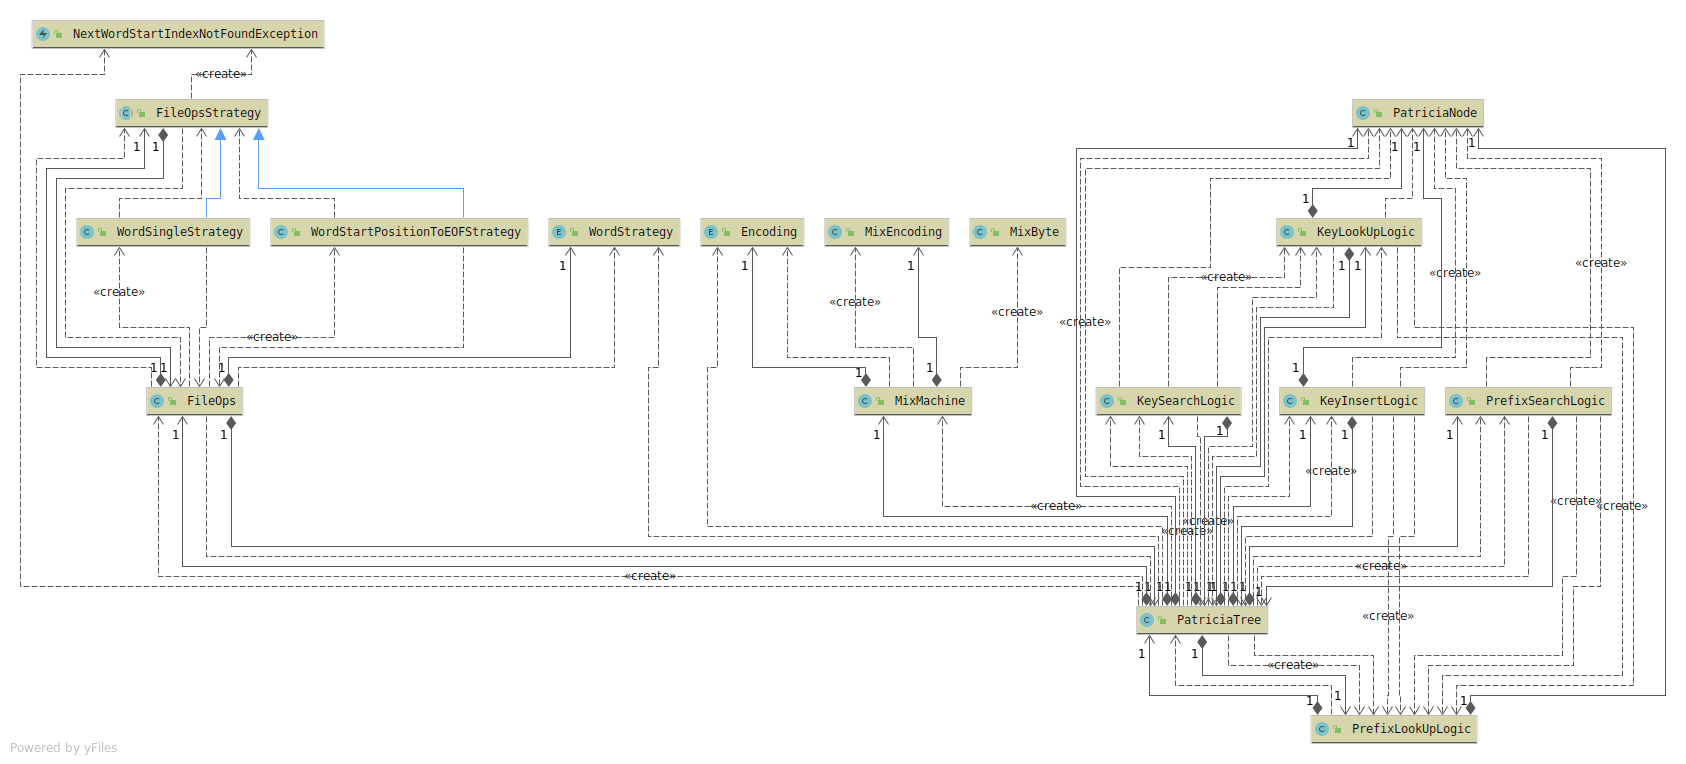 NextWordStartIndexNotFoundException
«create»
FileOpsStrategy
PatriciaNode
1
1
1
1
1
1
1
WordSingleStrategy
WordStartPositionToEOFStrategy
WordStrategy
Encoding
MixEncoding
MixByte
KeyLookUpLogic
1
1
1
1
1
«create»
«create»
«create»
«create»
«create»
«create»
«create»
«create»
1
1
1
1
1
1
FileOps
MixMachine
KeySearchLogic
KeyInsertLogic
PrefixSearchLogic
1
1
1
1
1
1
1
1
1
«create»
«create»
«create»
«create»
«create»
«create»
«create»
«create»
1
1
1
1
1
1
1
1
1
1
1
1
«create»
PatriciaTree
1
1
«create»
1
1
1
PrefixLookUpLogic
Powered by yFiles